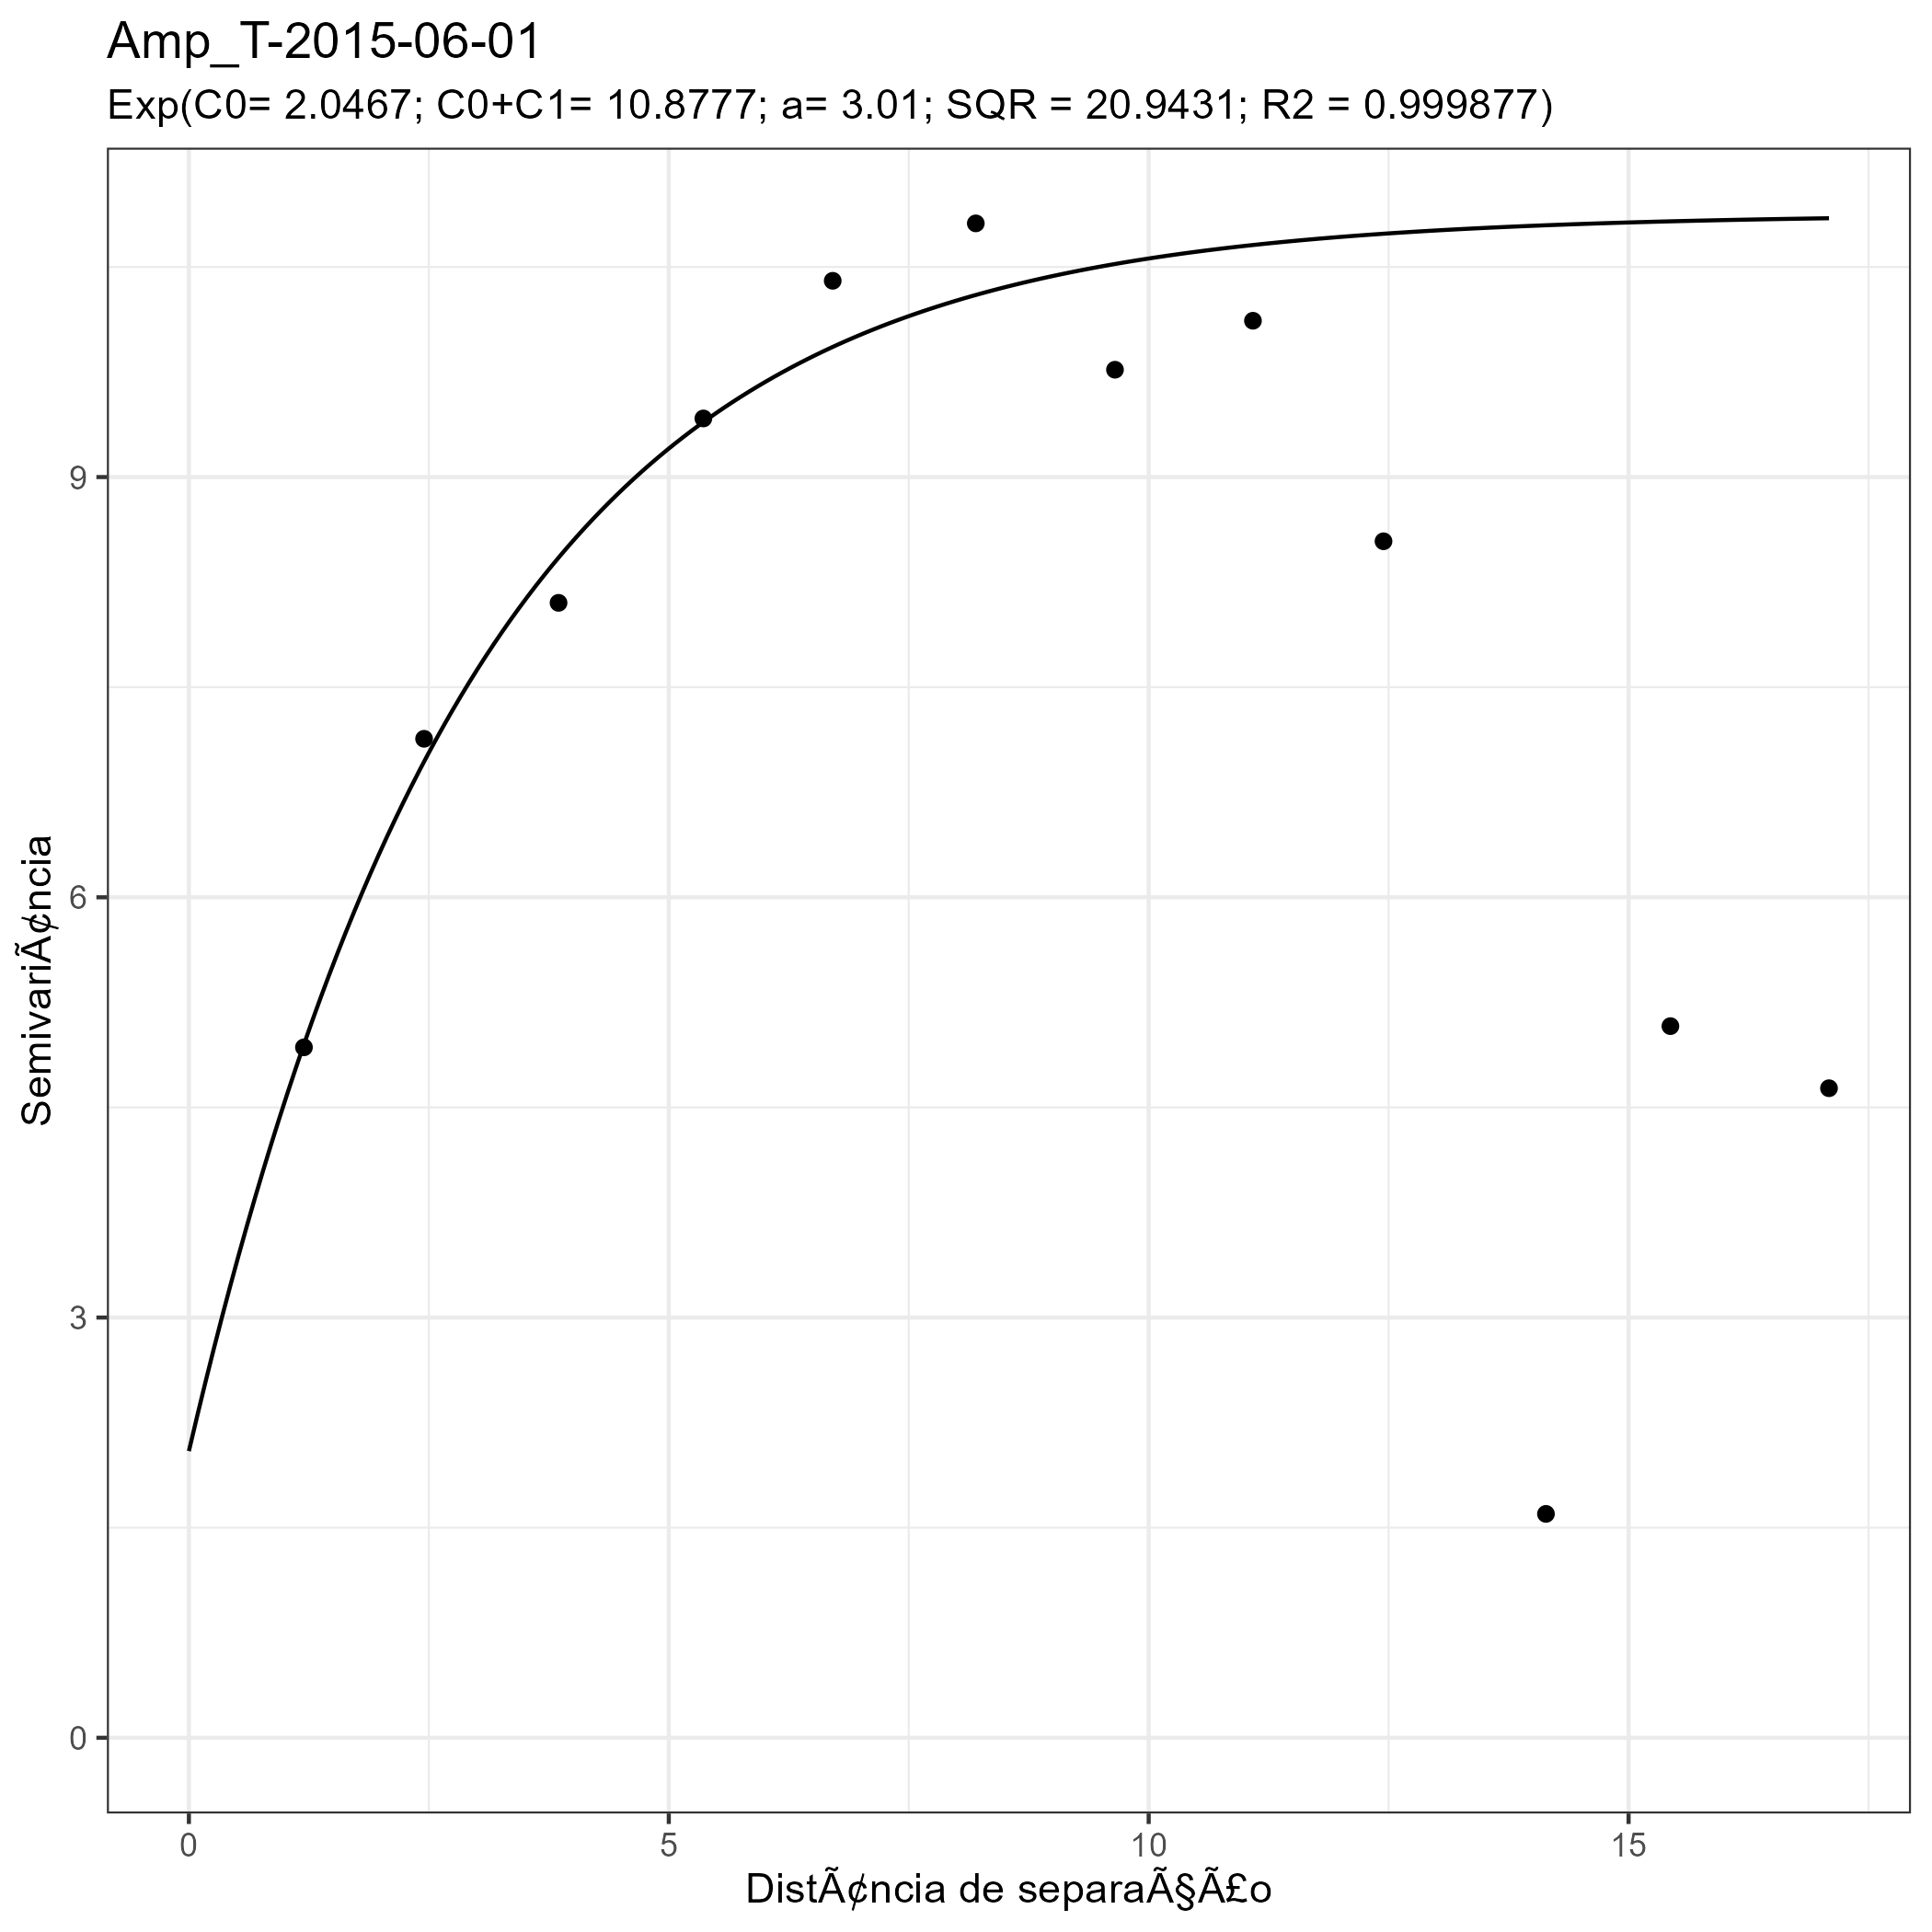 Amp_T-2015-06-01
Exp(C0= 2.0467; C0+C1= 10.8777; a= 3.01; SQR = 20.9431; R2 = 0.999877)
SemivariÃ¢ncia
9
6
3
0
0 5 10 15
DistÃ¢ncia de separaÃ§Ã£o